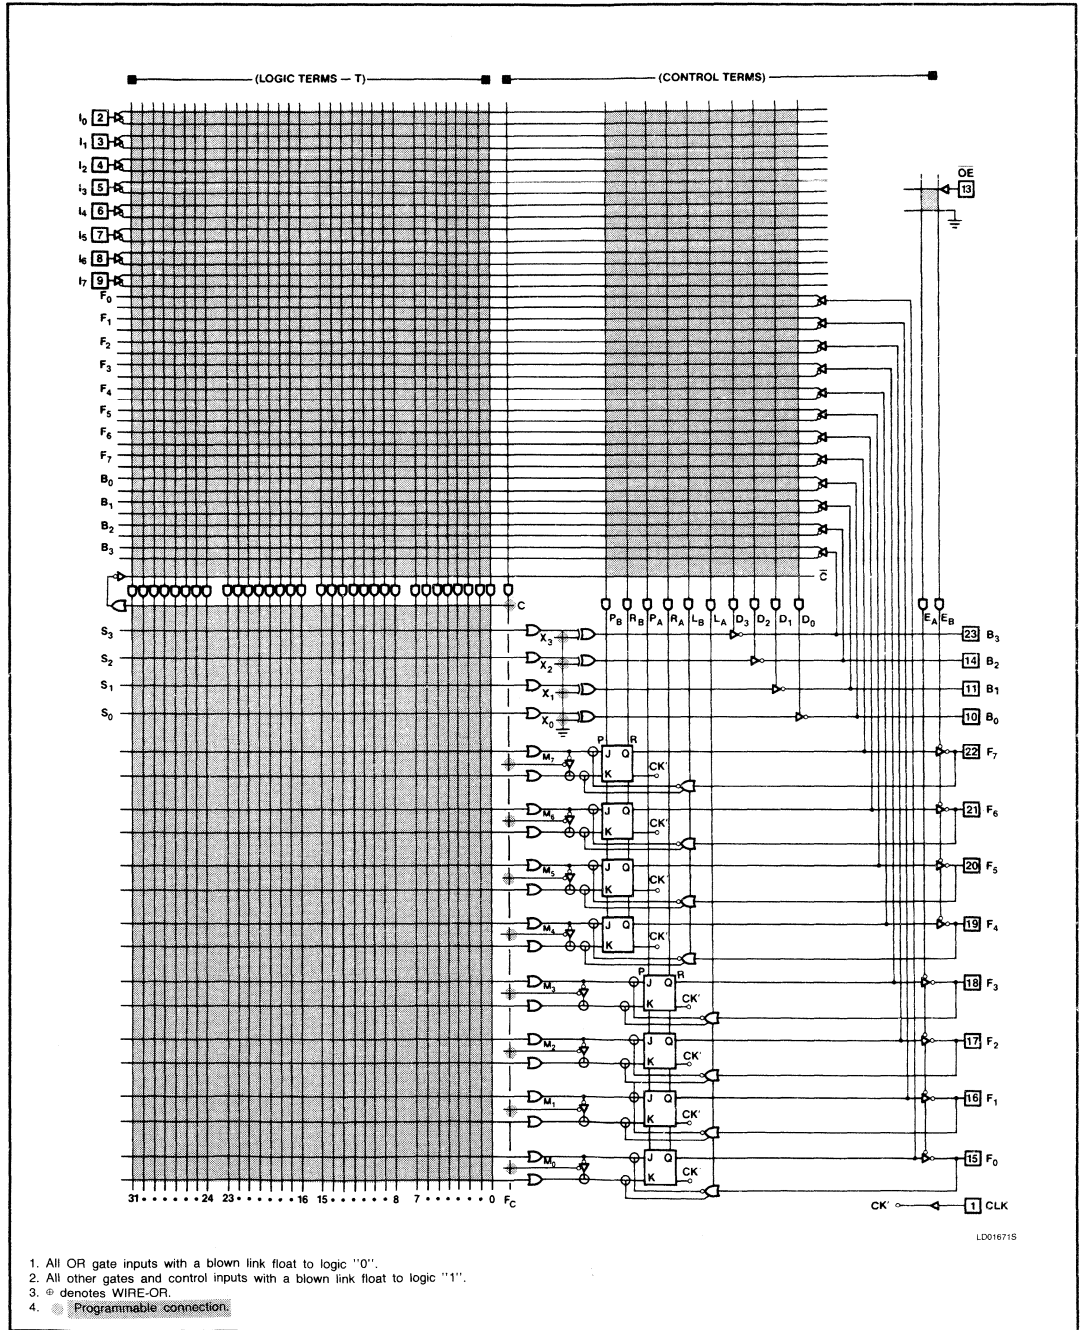 (LOGIC TERMS — T)
(CONTROL TERMS)
I0 2
I1 3
I2 4
I3 5
I4 6
I5 7
I6 8
I7 9
OE
13
F0
F1
F2
F3
F4
F5
F6
F7
B0
B1
B2
B3
C
C
PB RB PA RA LB LA D3 D2 D1 D0
EA EB
S3 X3 23 B3
S2 X2 14 B2
S1 X1 11 B1
S0 X0 10 B0
P R
M7 J Q K CK' 22 F7
M6 J Q K CK' 21 F6
M5 J Q K CK' 20 F5
M4 J Q K CK' 19 F4
P R
M3 J Q K CK' 18 F3
M2 J Q K CK' 17 F2
M1 J Q K CK' 16 F1
M0 J Q K CK' 15 F0
31 24 23 16 15 8 7 0 FC
CK' 1 CLK
LD01671S
1. All OR gate inputs with a blown link float to logic "0".
2. All other gates and control inputs with a blown link float to logic "1".
3. ⊕ denotes WIRE-OR.
4. Programmable connection.